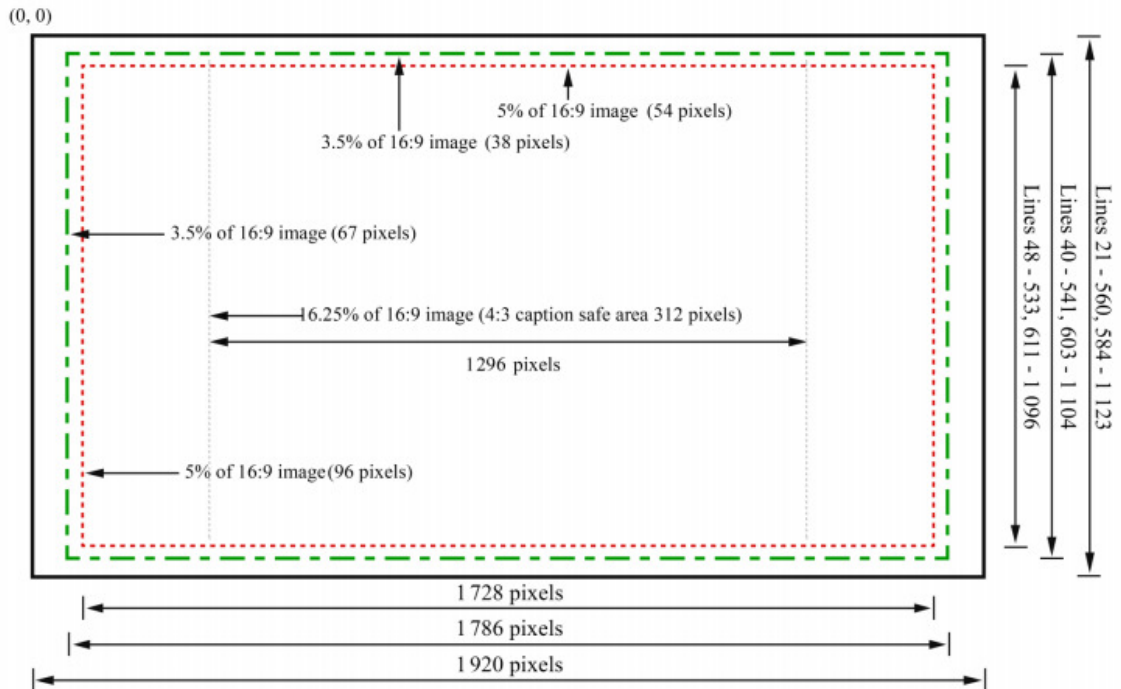 (0, 0)
5% of 16:9 image (54 pixels)
3.5% of 16:9 image (38 pixels)
3.5% of 16:9 image (67 pixels)
16.25% of 16:9 image (4:3 caption safe area 312 pixels)
1296 pixels
5% of 16:9 image (96 pixels)
Lines 48 - 533, 611 - 1 096
Lines 40 - 541, 603 - 1 104
Lines 21 - 560, 584 - 1 123
1 728 pixels
1 786 pixels
1 920 pixels